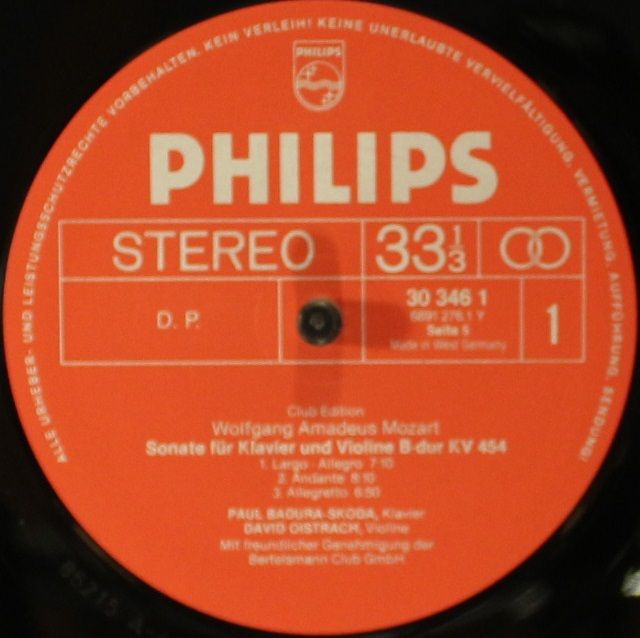 ALLE URHEBER- UND LEISTUNGSSCHUTZRECHTE VORBEHALTEN. KEIN VERLEIH! KEINE UNERLAUBTE VERVIELFÄLTIGUNG, VERMIETUNG, AUFFÜHRUNG, SENDUNG!
PHILIPS
PHILIPS
STEREO
33 1/3
D. P.
30 346 1
6891 276.1 Y
Seite 5
Made in West Germany
1
Club Edition
Wolfgang Amadeus Mozart
Sonate für Klavier und Violine B-dur KV 454
1. Largo · Allegro 7:10
2. Andante 8:10
3. Allegretto 6:50
PAUL BADURA-SKODA, Klavier
DAVID OISTRACH, Violine
Mit freundlicher Genehmigung der
Bertelsmann Club GmbH